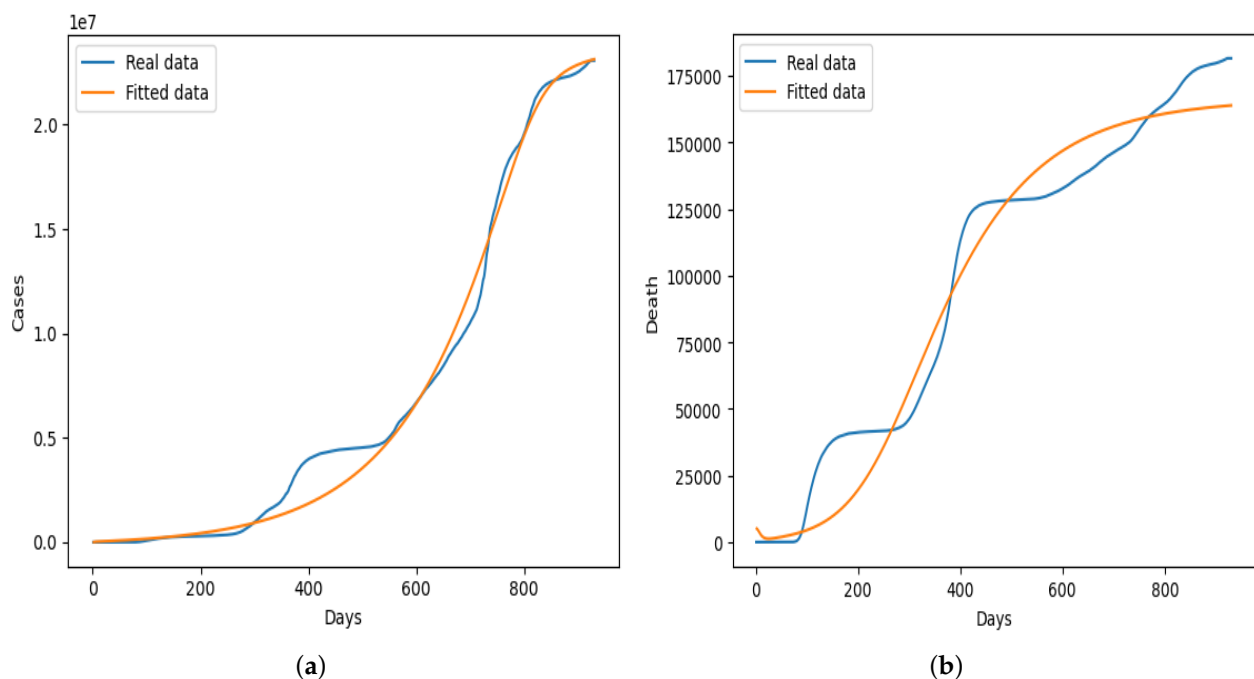 1e7
Real data
Fitted data
2.0
1.5
1.0
0.5
0.0
Cases
0 200 400 600 800
Days
(a)
Real data
Fitted data
175000
150000
125000
100000
75000
50000
25000
0
Death
0 200 400 600 800
Days
(b)